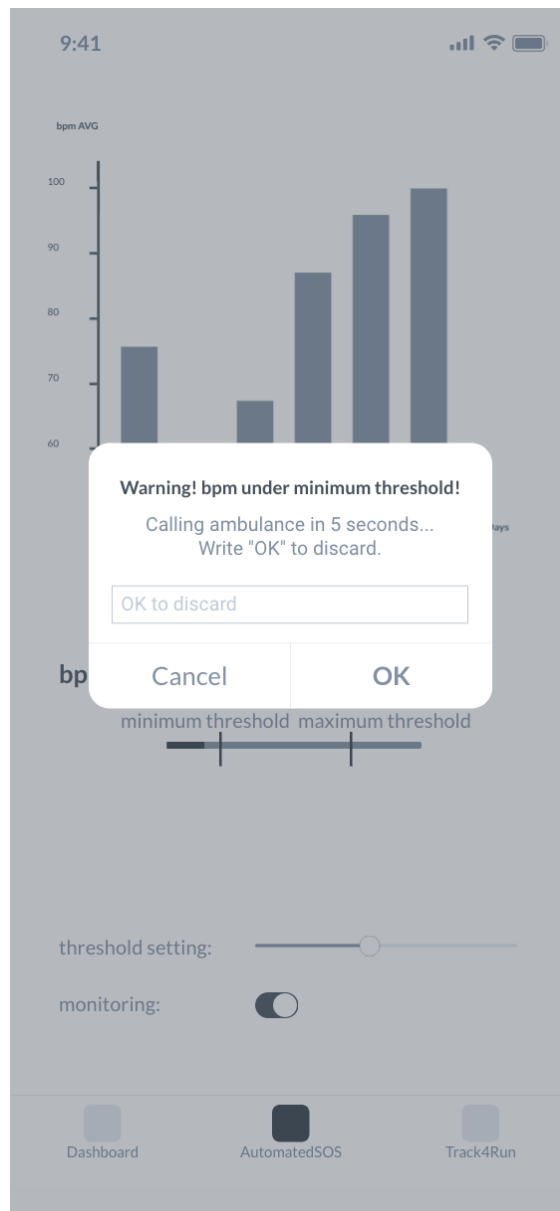 9:41
bpm AVG
100
90
80
70
60
Warning! bpm under minimum threshold!
Calling ambulance in 5 seconds...
Write "OK" to discard.
OK to discard
Cancel OK
minimum threshold maximum threshold
threshold setting:
monitoring:
Dashboard AutomatedSOS Track4Run